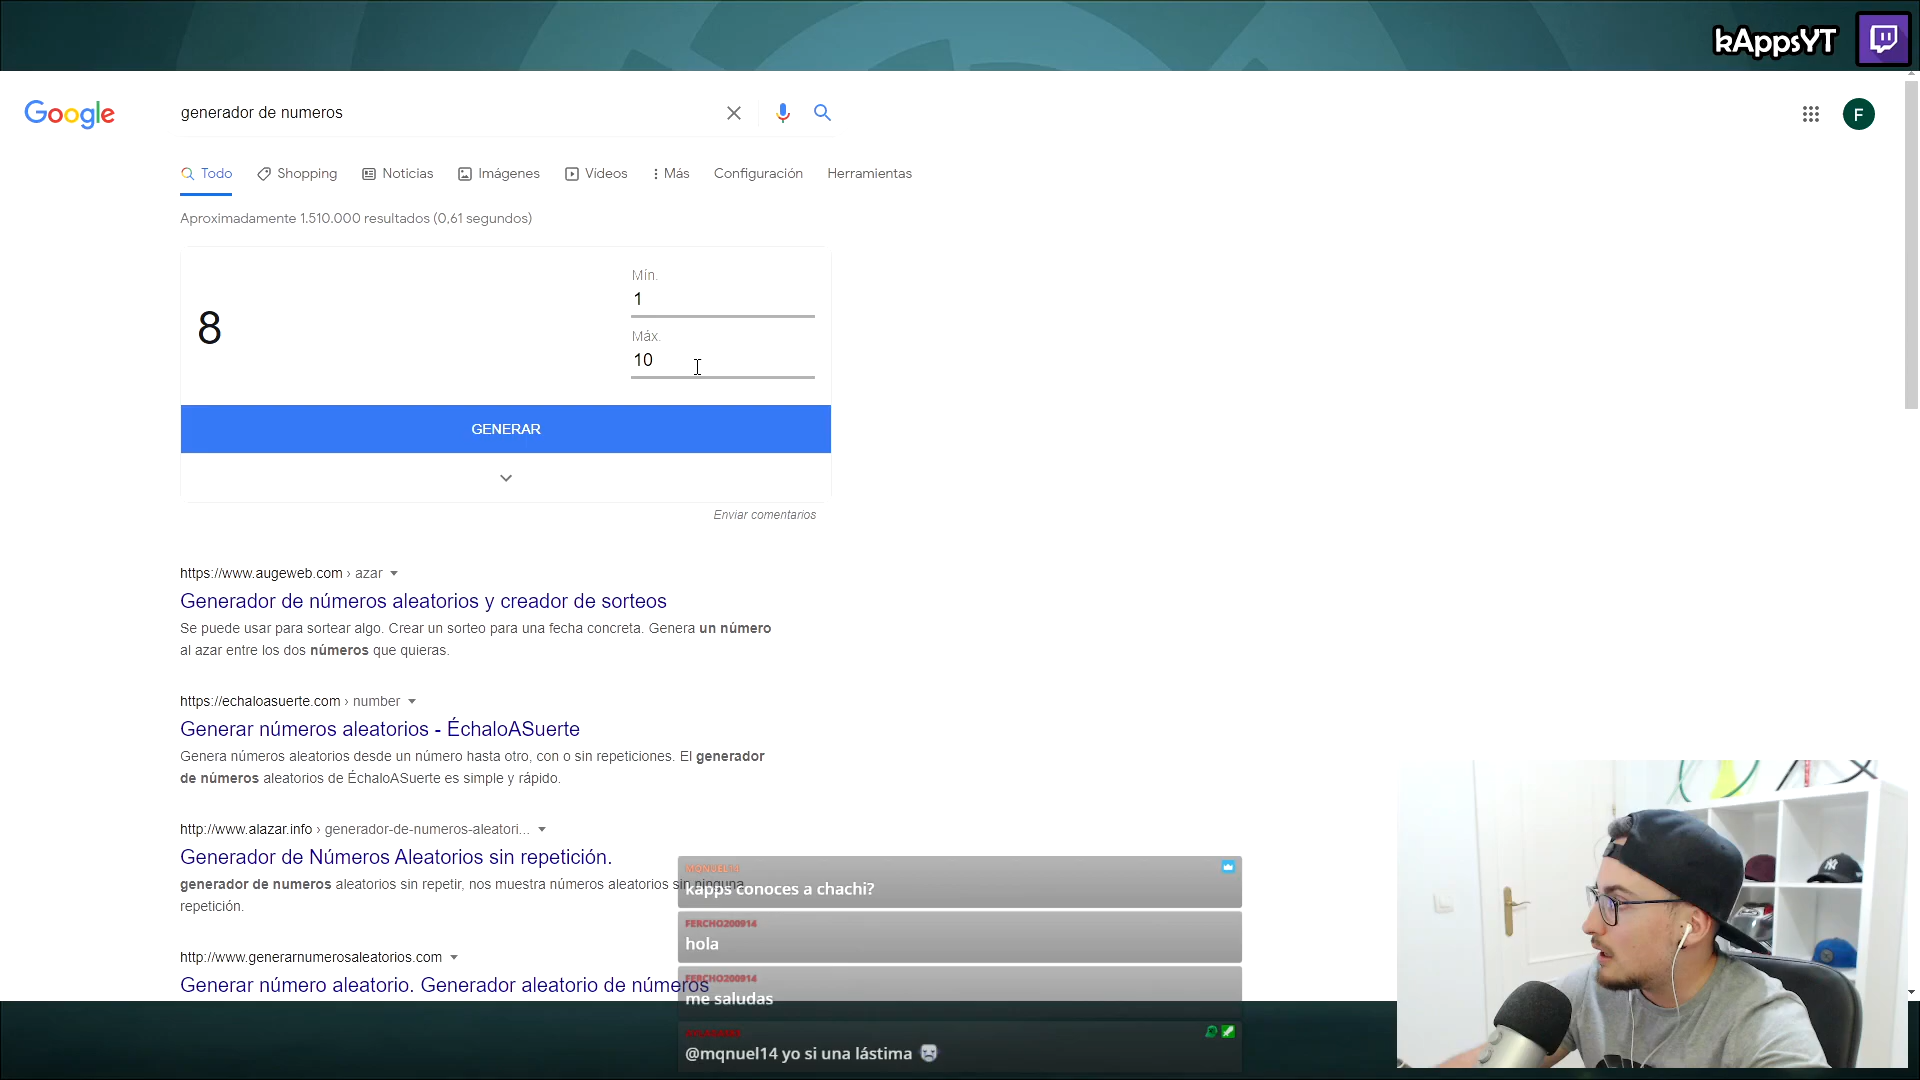 kAppsYT
Google
generador de numeros
F
Todo
Shopping
Noticias
Imágenes
Vídeos
Más
Configuración
Herramientas
Aproximadamente 1.510.000 resultados (0,61 segundos)
8
Mín.
1
Máx.
10
GENERAR
Enviar comentarios
https://www.augeweb.com › azar
Generador de números aleatorios y creador de sorteos
Se puede usar para sortear algo. Crear un sorteo para una fecha concreta. Genera un número
al azar entre los dos números que quieras.
https://echaloasuerte.com › number
Generar números aleatorios - ÉchaloASuerte
Genera números aleatorios desde un número hasta otro, con o sin repeticiones. El generador
de números aleatorios de ÉchaloASuerte es simple y rápido.
http://www.alazar.info › generador-de-numeros-aleatori...
Generador de Números Aleatorios sin repetición.
generador de numeros aleatorios sin repetir, nos muestra números aleatorios sin ninguna
repetición.
http://www.generarnumerosaleatorios.com
Generar número aleatorio. Generador aleatorio de números
MQNUEL14
kapps conoces a chachi?
FERCHO200914
hola
FERCHO200914
me saludas
@mqnuel14 yo si una lástima